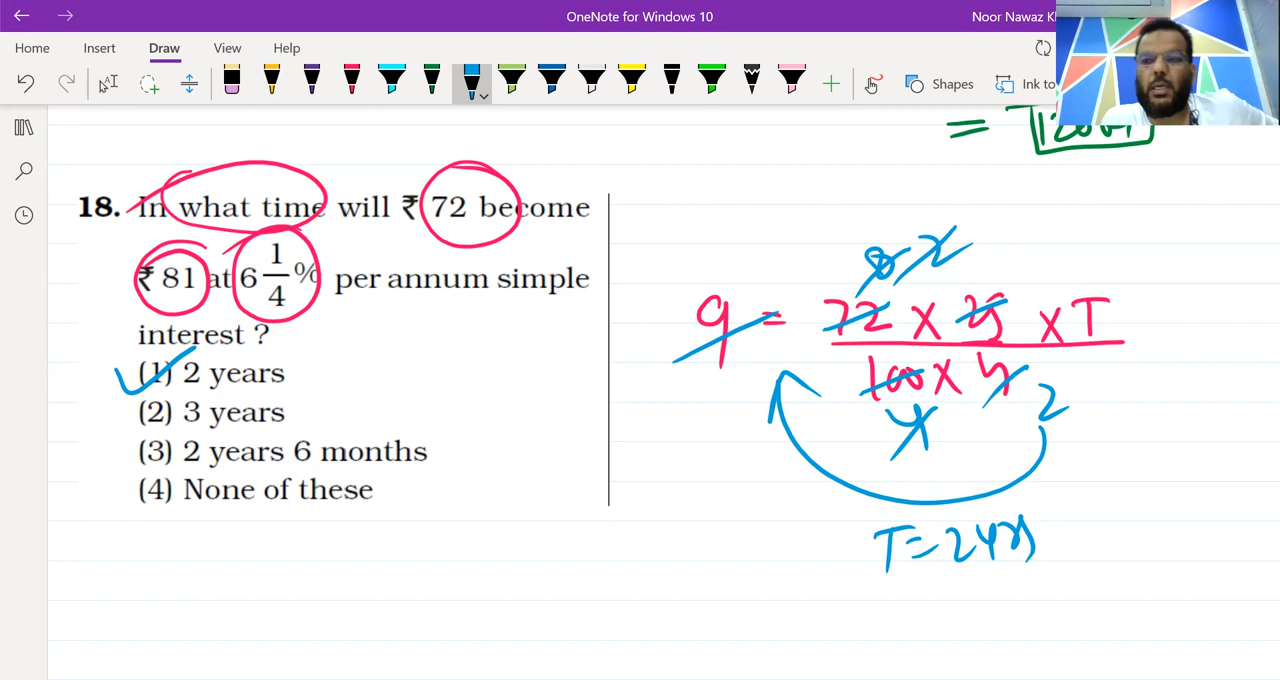 OneNote for Windows 10
Noor Nawaz
Home Insert Draw View Help
Shapes Ink to
=
18. In what time will ₹ 72 become
₹ 81 at 6 1/4 % per annum simple
interest ?
(1) 2 years
(2) 3 years
(3) 2 years 6 months
(4) None of these
8 2
9 = 72 X 25 X T
100 X 4
4 2
T = 2 yrs